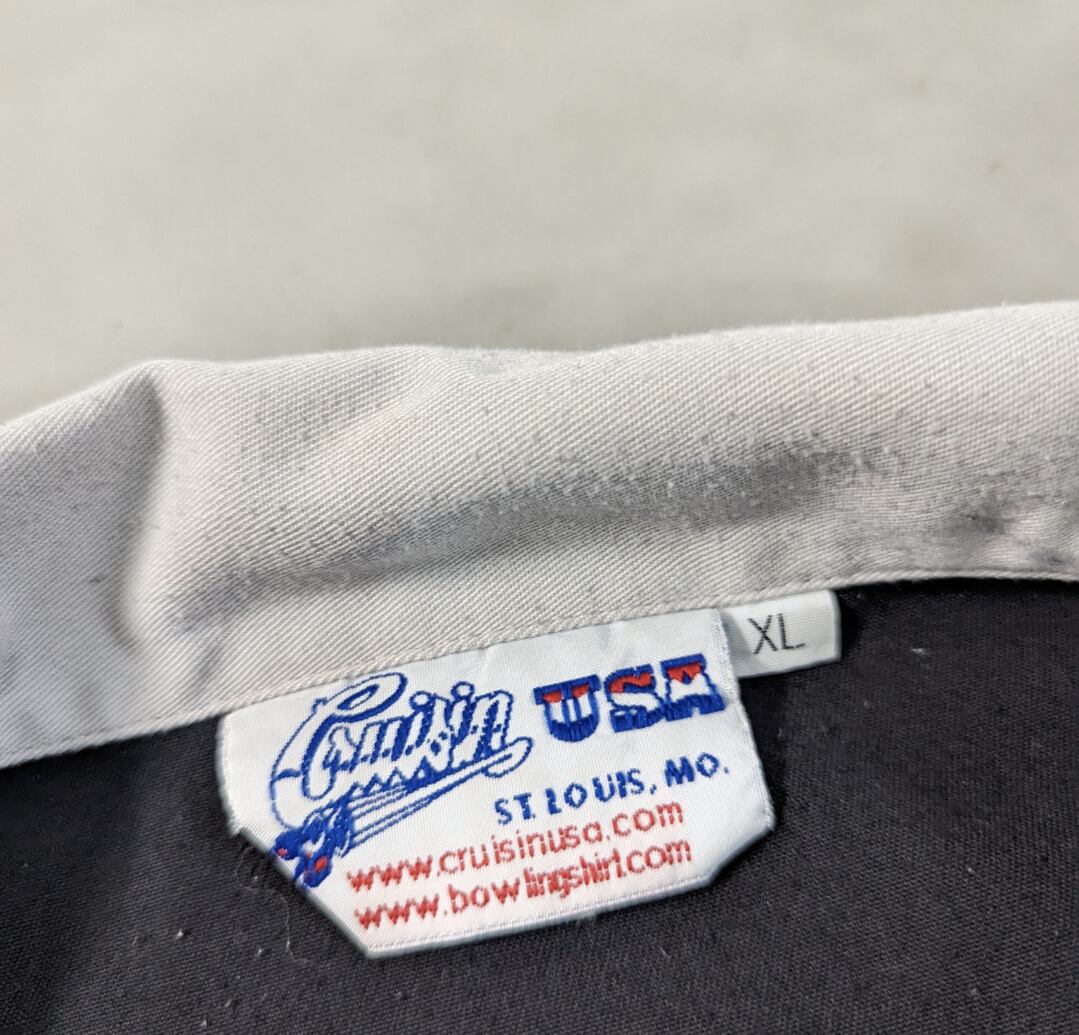 Cruisin USA
XL
ST. LOUIS, MO.
www.cruisinusa.com
www.bowlingshirt.com